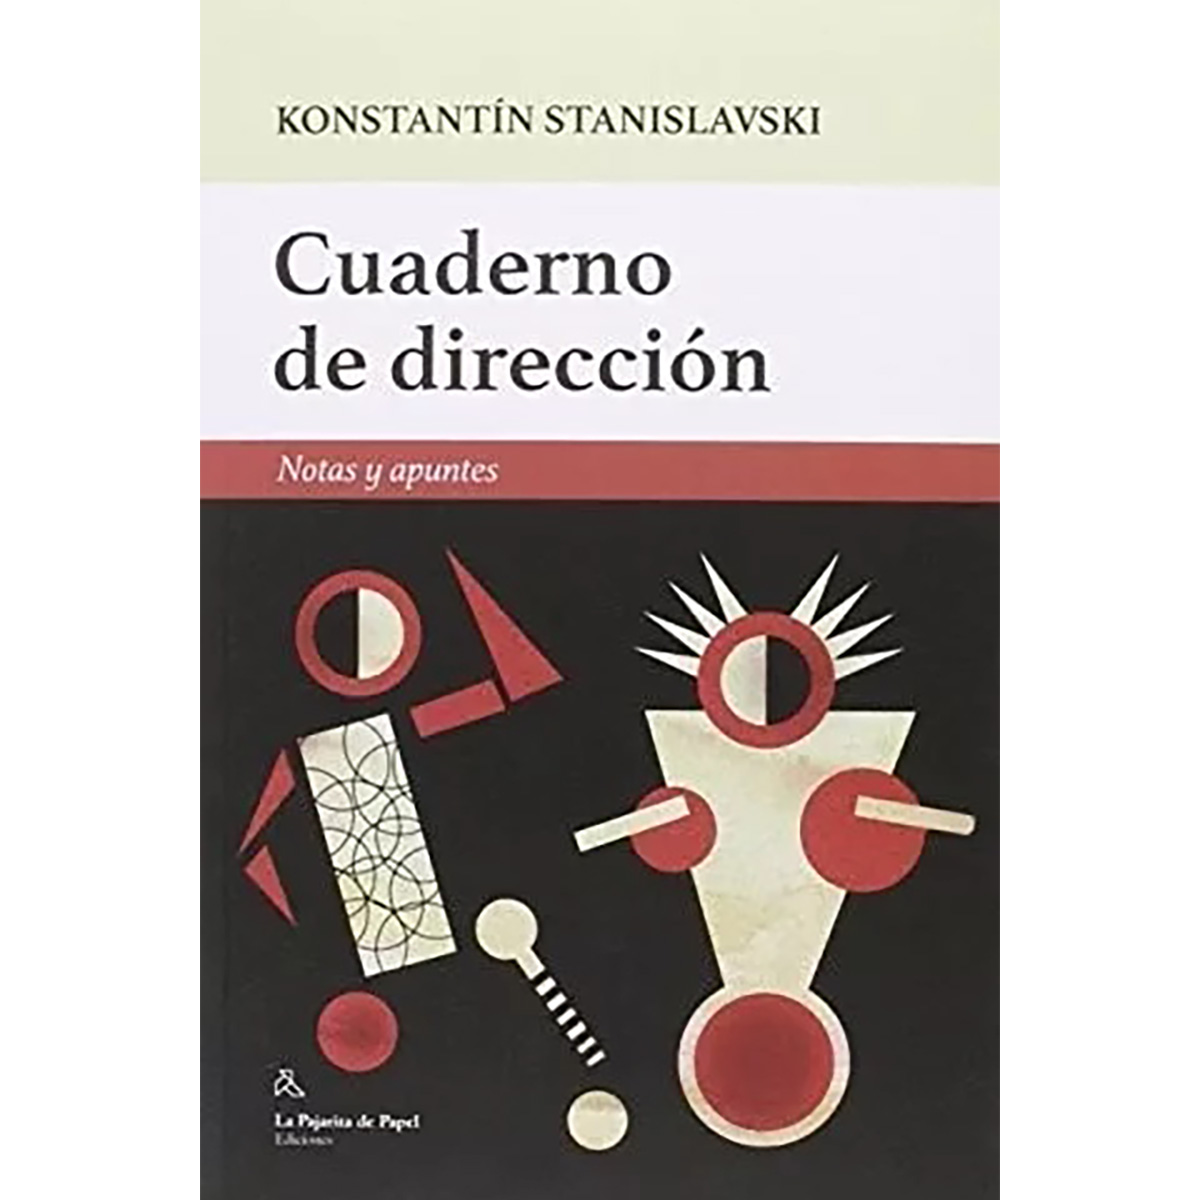 KONSTANTÍN STANISLAVSKI
Cuaderno
de dirección
Notas y apuntes
La Pajarita de Papel
Ediciones